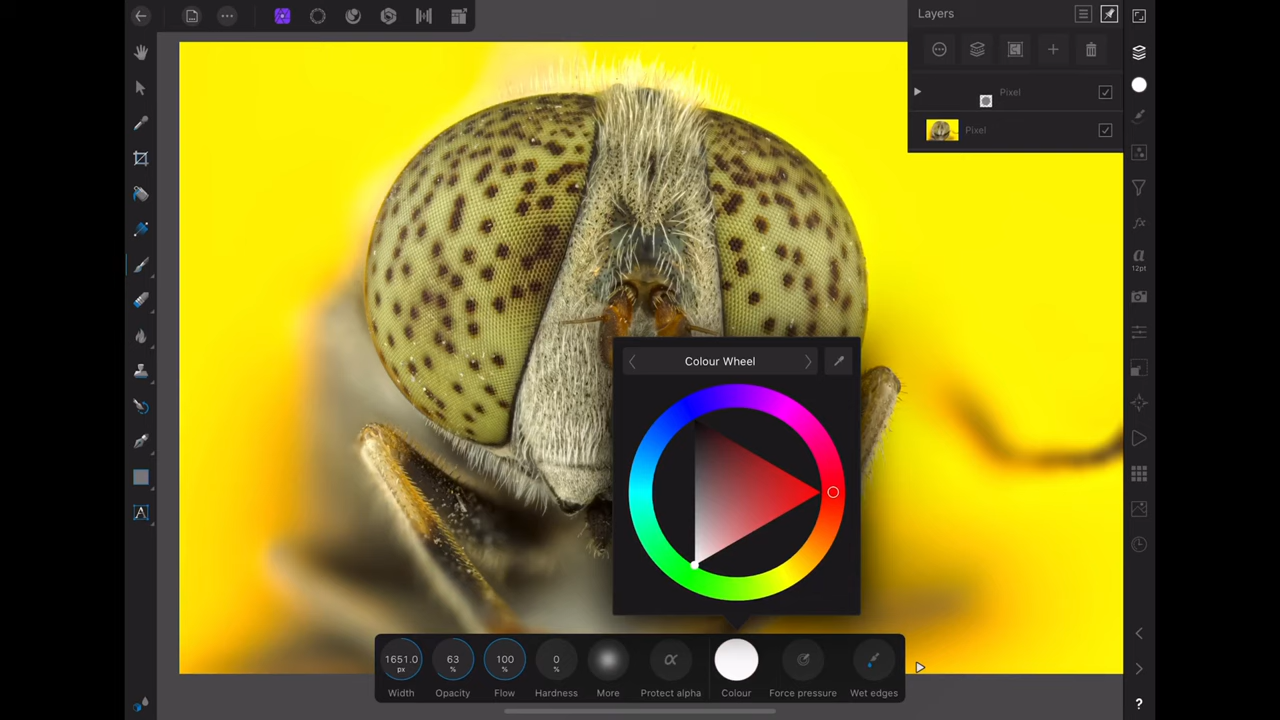 Layers
Pixel
Pixel
a
12pt
Colour Wheel
1651.0
px
63
%
100
%
0
%
α
Width
Opacity
Flow
Hardness
More
Protect alpha
Colour
Force pressure
Wet edges
A
?